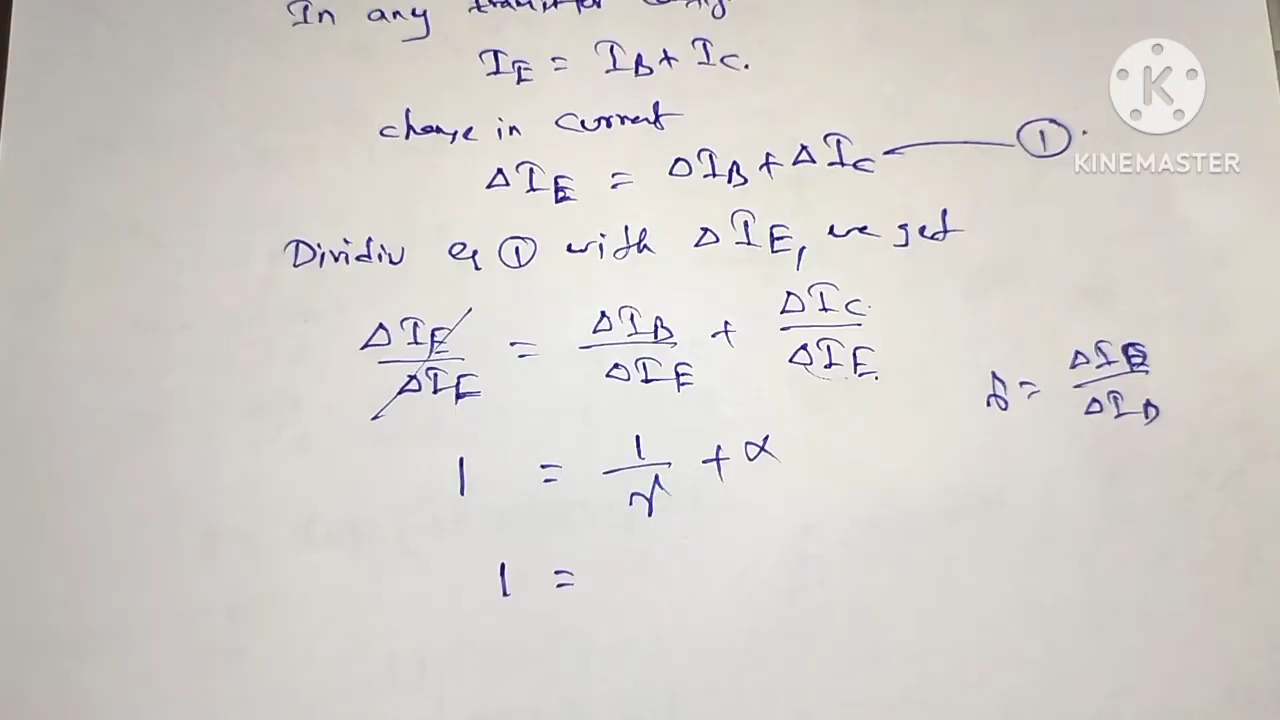 In any
I_E = I_B + I_C.
change in current
ΔI_E = ΔI_B + ΔI_C ①
KINEMASTER
Dividiv eq ① with ΔI_E, we get
ΔI_E/ΔI_E = ΔI_B/ΔI_E + ΔI_C/ΔI_E.
γ = ΔI_E/ΔI_B
1 = 1/γ + α
1 =